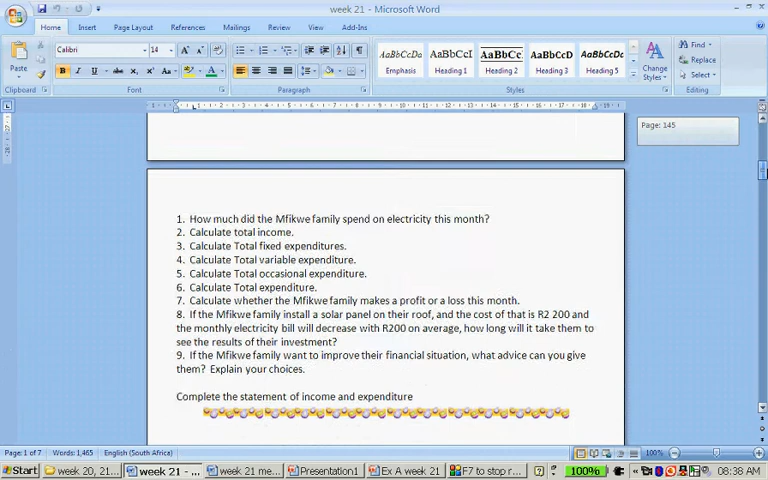 week 21 - Microsoft Word
Home Insert Page Layout References Mailings Review View Add-Ins
Calibri 14
Paste
AaBbCcDa AaBbCcI AaBbCc AaBbCcD AaBbCcDc
Emphasis Heading 1 Heading 2 Heading 3 Heading 5
Change Styles
Find
Replace
Select
Clipboard Font Paragraph Styles Editing
Page: 145
1. How much did the Mfikwe family spend on electricity this month?
2. Calculate total income.
3. Calculate Total fixed expenditures.
4. Calculate Total variable expenditure.
5. Calculate Total occasional expenditure.
6. Calculate Total expenditure.
7. Calculate whether the Mfikwe family makes a profit or a loss this month.
8. If the Mfikwe family install a solar panel on their roof, and the cost of that is R2 200 and
the monthly electricity bill will decrease with R200 on average, how long will it take them to
see the results of their investment?
9. If the Mfikwe family want to improve their financial situation, what advice can you give
them? Explain your choices.
Complete the statement of income and expenditure
Page: 1 of 7 Words: 1,465 English (South Africa) 100%
Start week 20, 21... week 21 - ... week 21 me... Presentation1 Ex A week 21 F7 to stop r... 100% 08:38 AM